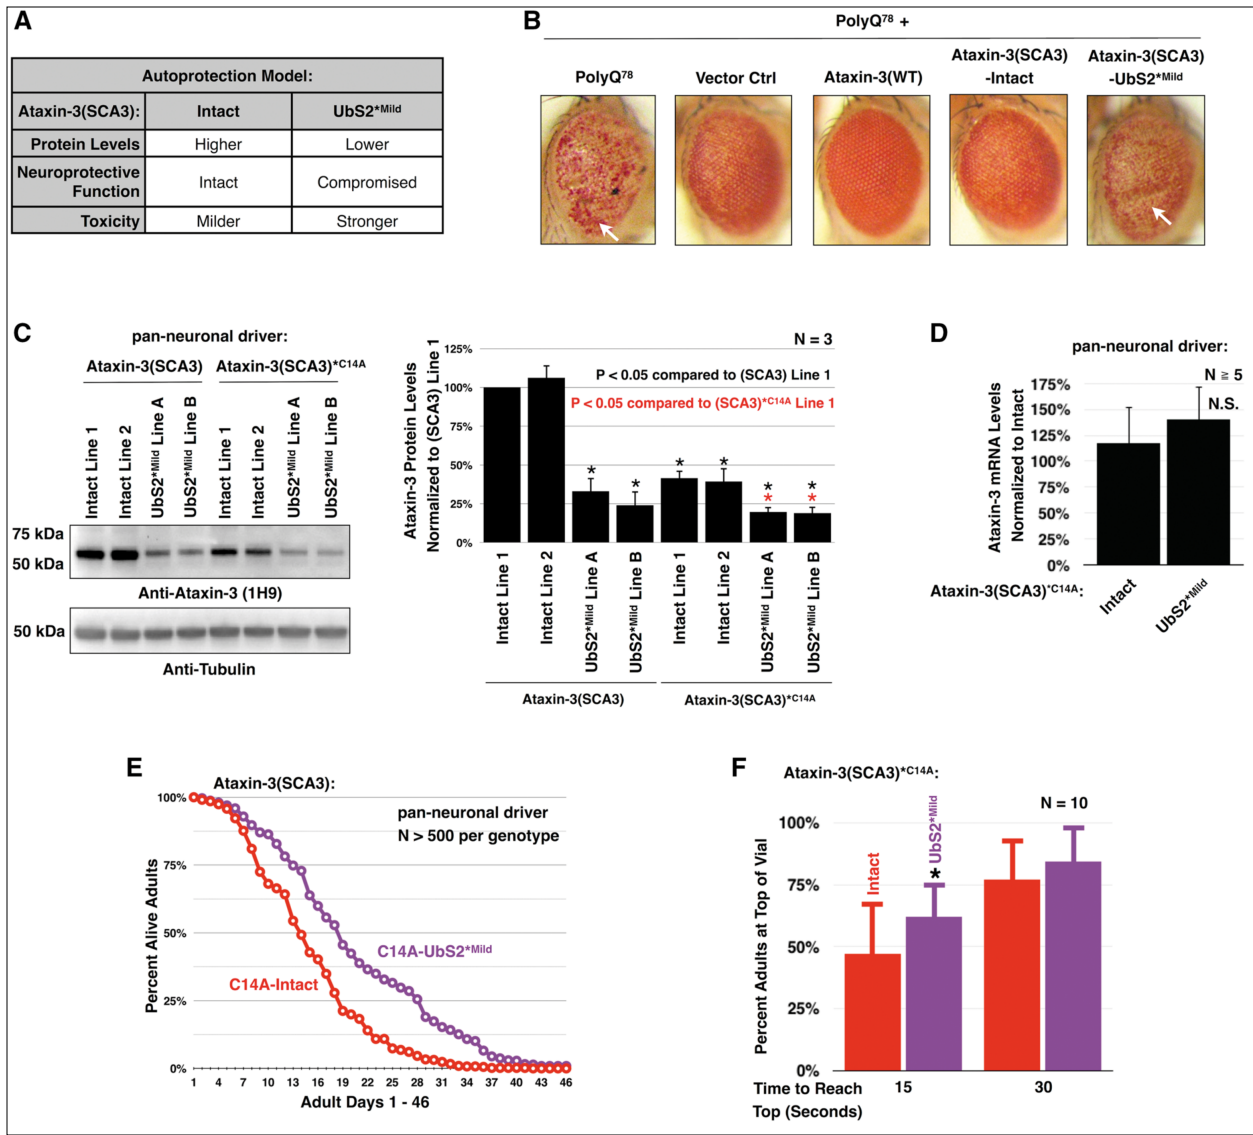 A
Autoprotection Model:
Ataxin-3(SCA3): Intact UbS2*Mild
Protein Levels Higher Lower
Neuroprotective Function Intact Compromised
Toxicity Milder Stronger
B
PolyQ78 +
PolyQ78
Vector Ctrl
Ataxin-3(WT)
Ataxin-3(SCA3)
-Intact
Ataxin-3(SCA3)
-UbS2*Mild
C
pan-neuronal driver:
Ataxin-3(SCA3) Ataxin-3(SCA3)*C14A
Intact Line 1
Intact Line 2
UbS2*Mild Line A
UbS2*Mild Line B
Intact Line 1
Intact Line 2
UbS2*Mild Line A
UbS2*Mild Line B
75 kDa
50 kDa
Anti-Ataxin-3 (1H9)
50 kDa
Anti-Tubulin
Ataxin-3 Protein Levels
Normalized to (SCA3) Line 1
125%
100%
75%
50%
25%
0%
N = 3
P < 0.05 compared to (SCA3) Line 1
P < 0.05 compared to (SCA3)*C14A Line 1
* * * * * *
* *
Intact Line 1
Intact Line 2
UbS2*Mild Line A
UbS2*Mild Line B
Intact Line 1
Intact Line 2
UbS2*Mild Line A
UbS2*Mild Line B
Ataxin-3(SCA3) Ataxin-3(SCA3)*C14A
D
pan-neuronal driver:
N ≧ 5
N.S.
Ataxin-3 mRNA Levels
Normalized to Intact
175%
150%
125%
100%
75%
50%
25%
0%
Ataxin-3(SCA3)*C14A:
Intact
UbS2*Mild
E
Ataxin-3(SCA3):
pan-neuronal driver
N > 500 per genotype
Percent Alive Adults
100%
75%
50%
25%
0%
C14A-UbS2*Mild
C14A-Intact
1 4 7 10 13 16 19 22 25 28 31 34 37 40 43 46
Adult Days 1 - 46
F
Ataxin-3(SCA3)*C14A:
N = 10
Percent Adults at Top of Vial
100%
75%
50%
25%
0%
Intact
* UbS2*Mild
Time to Reach 15 30
Top (Seconds)